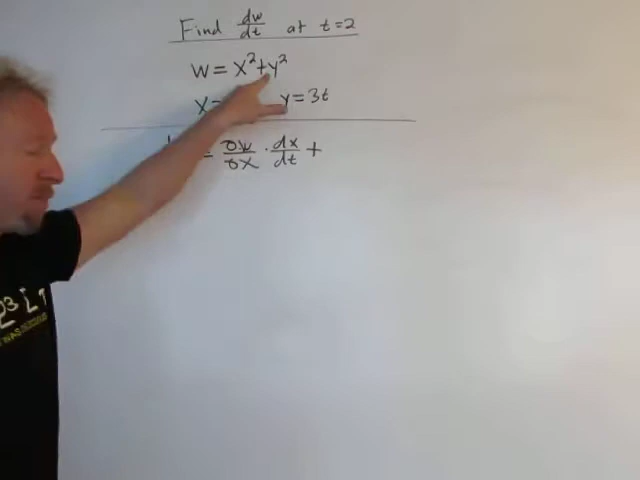 Find dw/dt at t=2
w = x²+y²
x= y=3t
= ∂w/∂x · dx/dt +